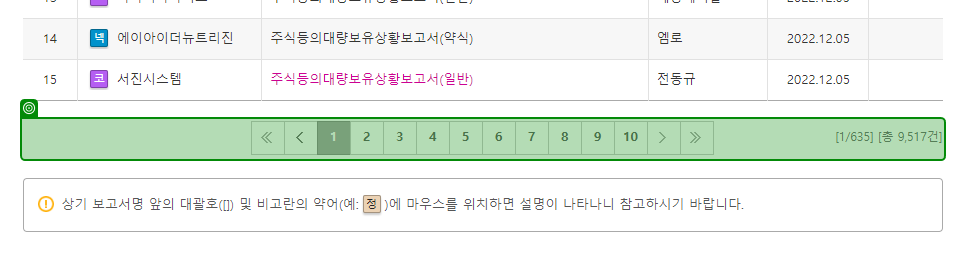 14 넥 에이아이더뉴트리진 주식등의대량보유상황보고서(약식) 엠로 2022.12.05
15 코 서진시스템 주식등의대량보유상황보고서(일반) 전동규 2022.12.05
1 2 3 4 5 6 7 8 9 10 [1/635] [총 9,517건]
상기 보고서명 앞의 대괄호([]) 및 비고란의 약어(예: 정 )에 마우스를 위치하면 설명이 나타나니 참고하시기 바랍니다.